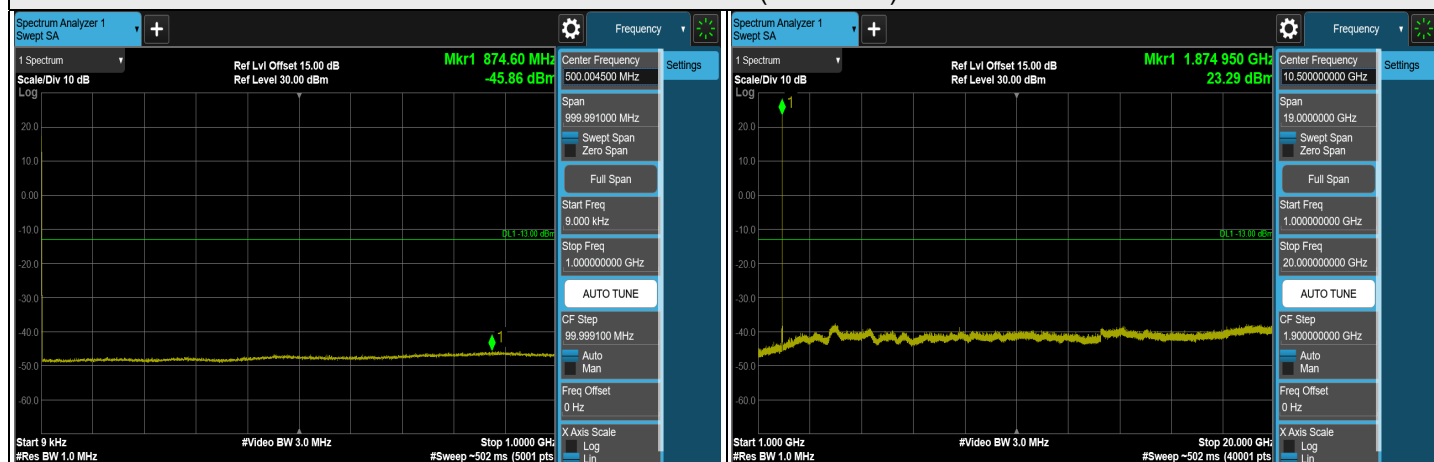 Spectrum Analyzer 1
Swept SA
+
Frequency
1 Spectrum
Scale/Div 10 dB
Log
Ref Lvl Offset 15.00 dB
Ref Level 30.00 dBm
Mkr1 874.60 MHz
-45.86 dBm
1
20.0
10.0
0.00
-10.0
-20.0
-30.0
-40.0
-50.0
-60.0
DL1 -13.00 dBm
Start 9 kHz
#Res BW 1.0 MHz
#Video BW 3.0 MHz
Stop 1.0000 GHz
#Sweep ~502 ms (5001 pts
Center Frequency
500.004500 MHz
Settings
Span
999.991000 MHz
Swept Span
Zero Span
Full Span
Start Freq
9.000 kHz
Stop Freq
1.000000000 GHz
AUTO TUNE
CF Step
99.999100 MHz
Auto
Man
Freq Offset
0 Hz
X Axis Scale
Log
Lin
Spectrum Analyzer 1
Swept SA
+
Frequency
1 Spectrum
Scale/Div 10 dB
Log
Ref Lvl Offset 15.00 dB
Ref Level 30.00 dBm
Mkr1 1.874 950 GHz
23.29 dBm
1
20.0
10.0
0.00
-10.0
-20.0
-30.0
-40.0
-50.0
-60.0
DL1 -13.00 dBm
Start 1.000 GHz
#Res BW 1.0 MHz
#Video BW 3.0 MHz
Stop 20.000 GHz
#Sweep ~502 ms (40001 pts
Center Frequency
10.500000000 GHz
Settings
Span
19.0000000 GHz
Swept Span
Zero Span
Full Span
Start Freq
1.000000000 GHz
Stop Freq
20.000000000 GHz
AUTO TUNE
CF Step
1.900000000 GHz
Auto
Man
Freq Offset
0 Hz
X Axis Scale
Log
Lin